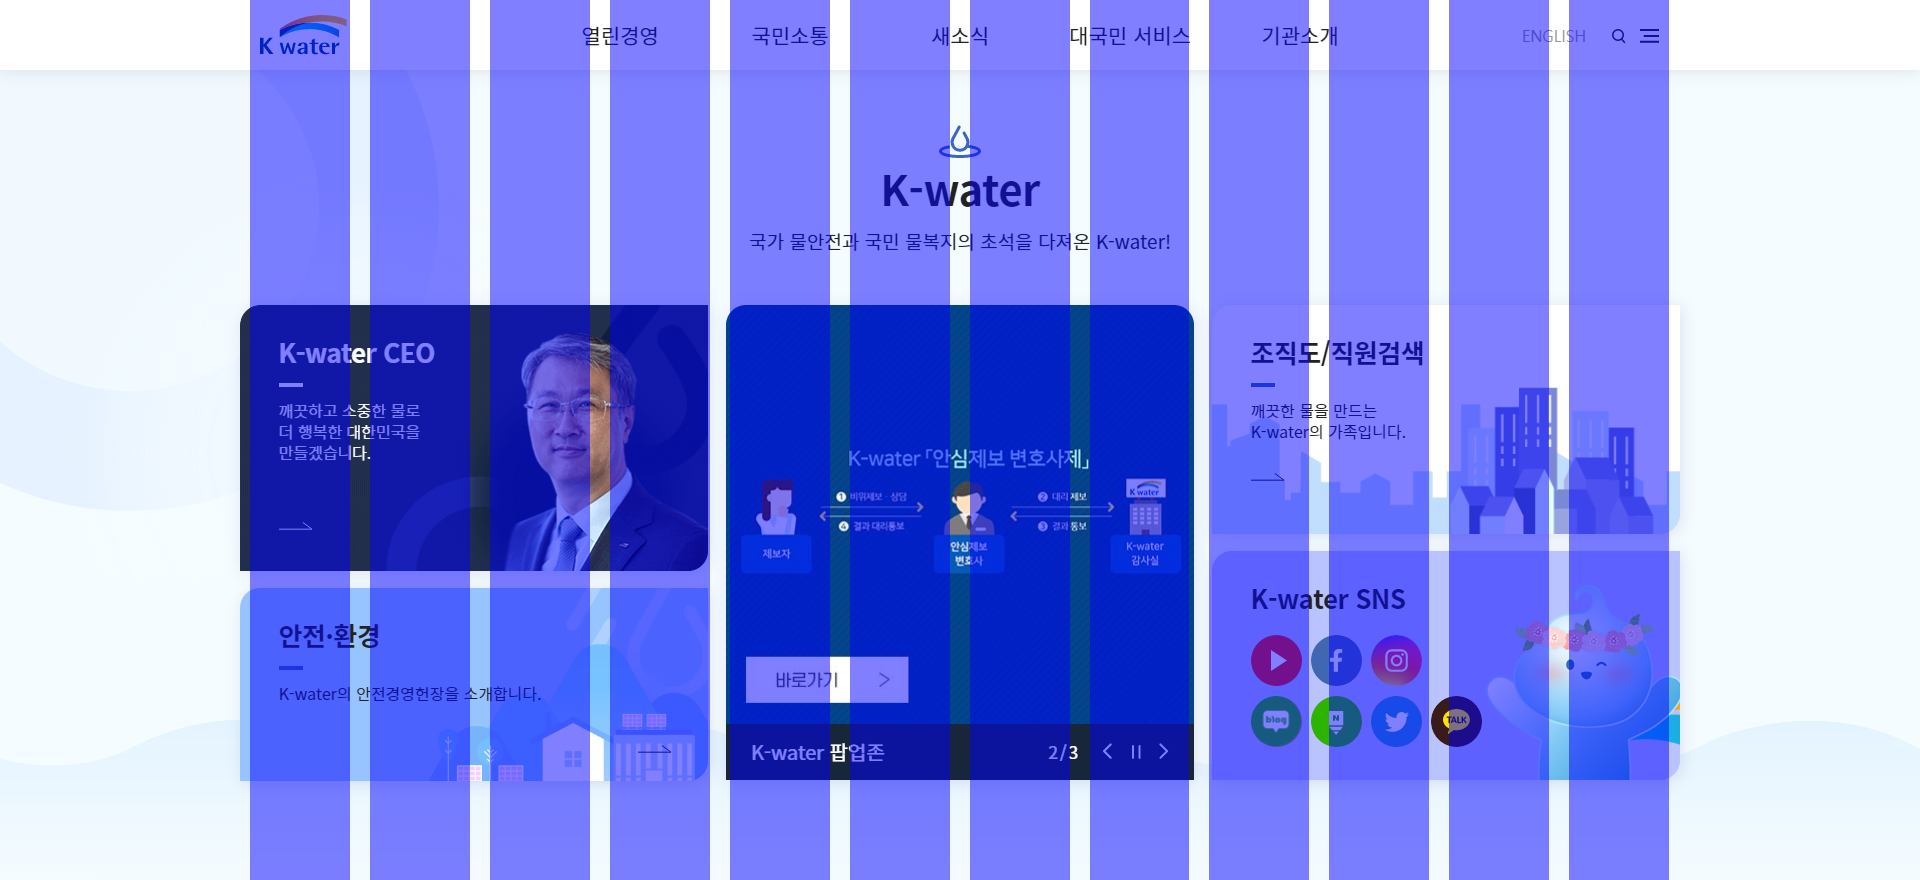 K water
열린경영
국민소통
새소식
대국민 서비스
기관소개
ENGLISH
K-water
국가 물안전과 국민 물복지의 초석을 다져온 K-water!
K-water CEO
깨끗하고 소중한 물로
더 행복한 대한민국을
만들겠습니다.
안전·환경
K-water의 안전경영헌장을 소개합니다.
K-water 「안심제보 변호사제」
1 비위제보 · 상담
4 결과 대리통보
2 대리 제보
3 결과 통보
K water
제보자
안심제보
변호사
K-water
감사실
바로가기
K-water 팝업존
2/3
조직도/직원검색
깨끗한 물을 만드는
K-water의 가족입니다.
K-water SNS
blog
N
TALK